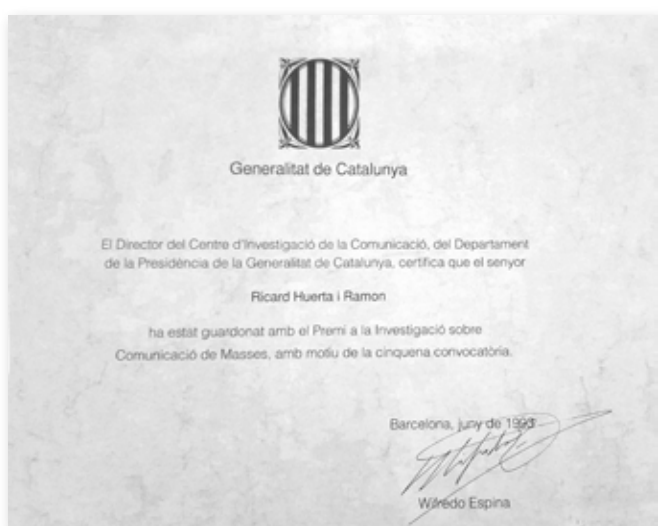 Generalitat de Catalunya
El Director del Centre d'Investigació de la Comunicació, del Departament
de la Presidència de la Generalitat de Catalunya, certifica que el senyor
Ricard Huerta i Ramon
ha estat guardonat amb el Premi a la Investigació sobre
Comunicació de Masses, amb motiu de la cinquena convocatòria.
Barcelona, juny de 1993
Wifredo Espina